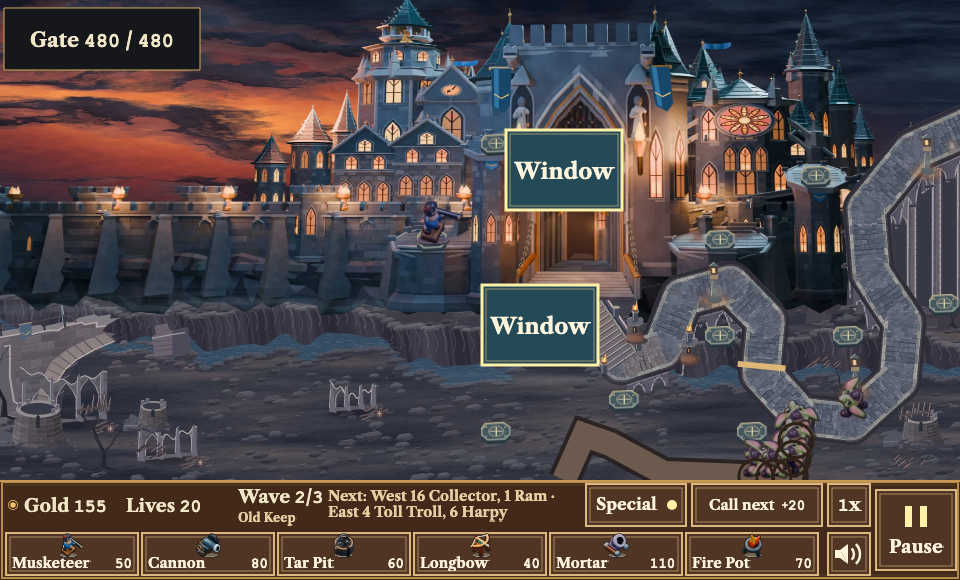 Gate 480 / 480
Window
Window
Gold 155
Lives 20
Wave 2/3
Old Keep
Next: West 16 Collector, 1 Ram ·
East 4 Toll Troll, 6 Harpy
Special
Call next +20
1x
Pause
Musketeer 50
Cannon 80
Tar Pit 60
Longbow 40
Mortar 110
Fire Pot 70